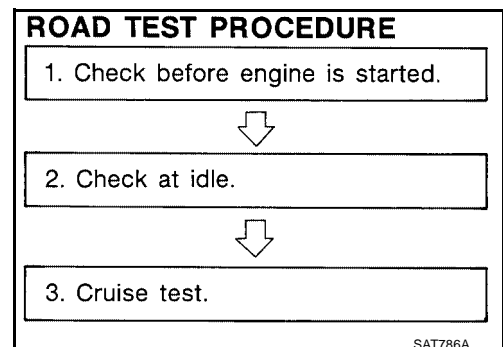 ROAD TEST PROCEDURE
1. Check before engine is started.
2. Check at idle.
3. Cruise test.
SAT786A